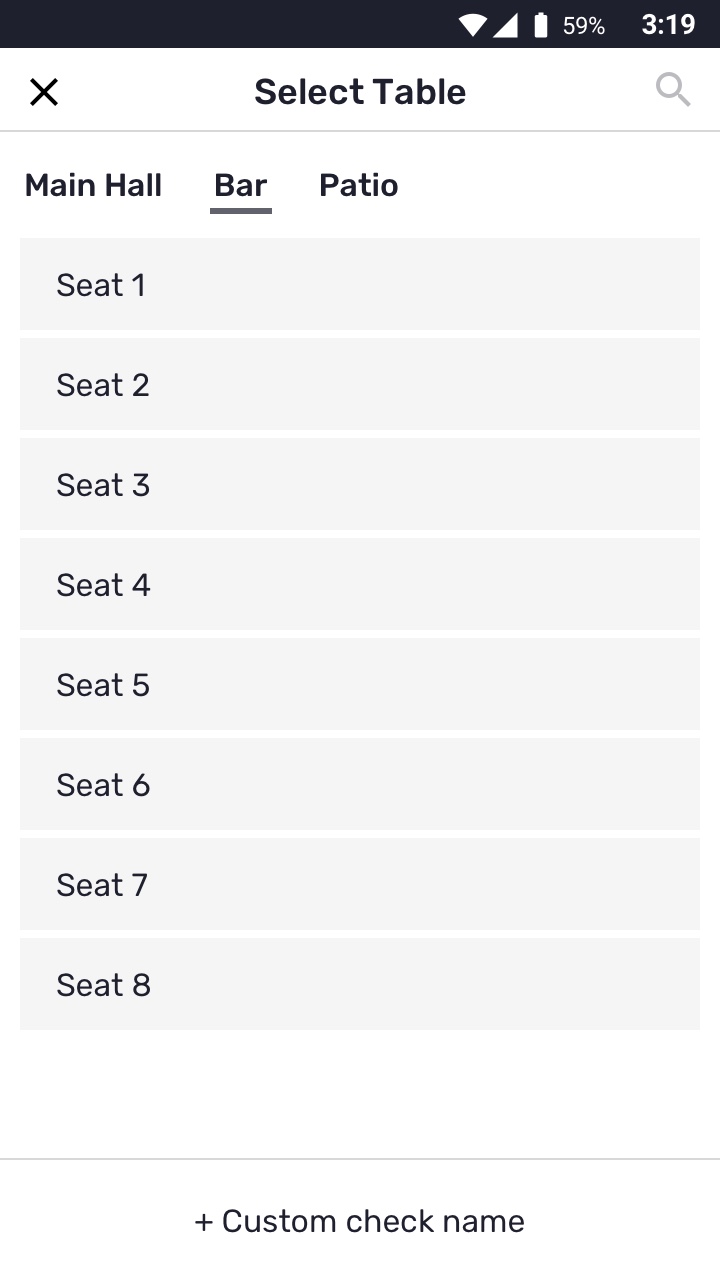 59% 3:19
Select Table
Main Hall Bar Patio
Seat 1
Seat 2
Seat 3
Seat 4
Seat 5
Seat 6
Seat 7
Seat 8
+ Custom check name